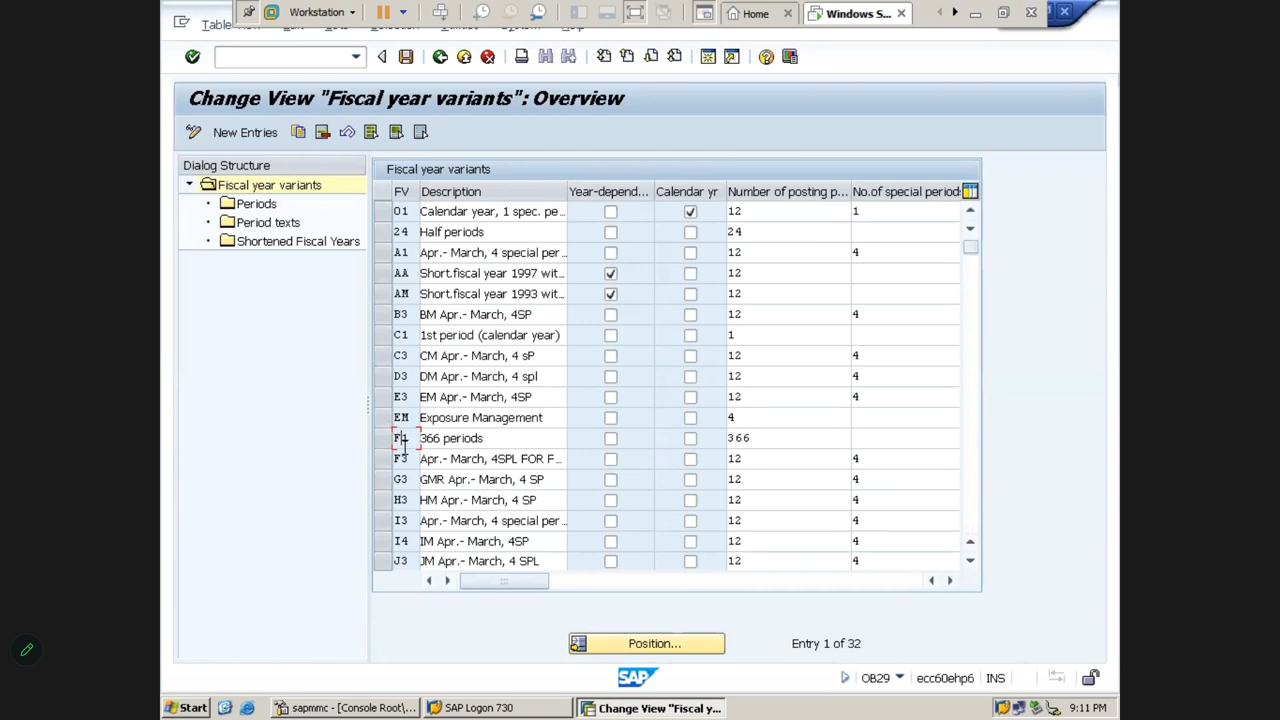 Workstation
Home
Windows S...
Table
Change View "Fiscal year variants": Overview
New Entries
Dialog Structure
Fiscal year variants
Periods
Period texts
Shortened Fiscal Years
Fiscal year variants
FV Description Year-depend... Calendar yr Number of posting p... No.of special period
01 Calendar year, 1 spec. pe... 12 1
24 Half periods 24
A1 Apr.- March, 4 special per... 12 4
AA Short.fiscal year 1997 wit... 12
AM Short.fiscal year 1993 wit... 12
B3 BM Apr.- March, 4SP 12 4
C1 1st period (calendar year) 1
C3 CM Apr.- March, 4 sP 12 4
D3 DM Apr.- March, 4 spl 12 4
E3 EM Apr.- March, 4SP 12 4
EM Exposure Management 4
F1 366 periods 366
F3 Apr.- March, 4SPL FOR F... 12 4
G3 GMR Apr.- March, 4 SP 12 4
H3 HM Apr.- March, 4 SP 12 4
I3 Apr.- March, 4 special per... 12 4
I4 IM Apr.- March, 4SP 12 4
J3 JM Apr.- March, 4 SPL 12 4
Position... Entry 1 of 32
SAP OB29 ecc60ehp6 INS
Start sapmmc - [Console Root\... SAP Logon 730 Change View "Fiscal y... 9:11 PM